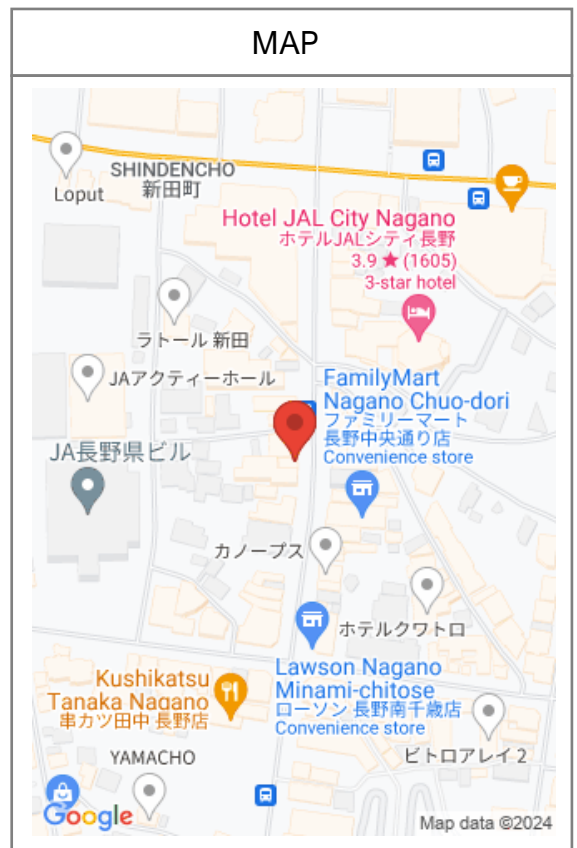 MAP
SHINDENCHO
新田町
Loput
Hotel JAL City Nagano
ホテルJALシティ長野
3.9 ★ (1605)
3-star hotel
ラトール 新田
JAアクティーホール
FamilyMart
Nagano Chuo-dori
ファミリーマート
長野中央通り店
Convenience store
JA長野県ビル
カノープス
ホテルクワトロ
Lawson Nagano
Minami-chitose
ローソン 長野南千歳店
Convenience store
Kushikatsu
Tanaka Nagano
串カツ田中 長野店
ビトロアレイ2
YAMACHO
Google
Map data ©2024